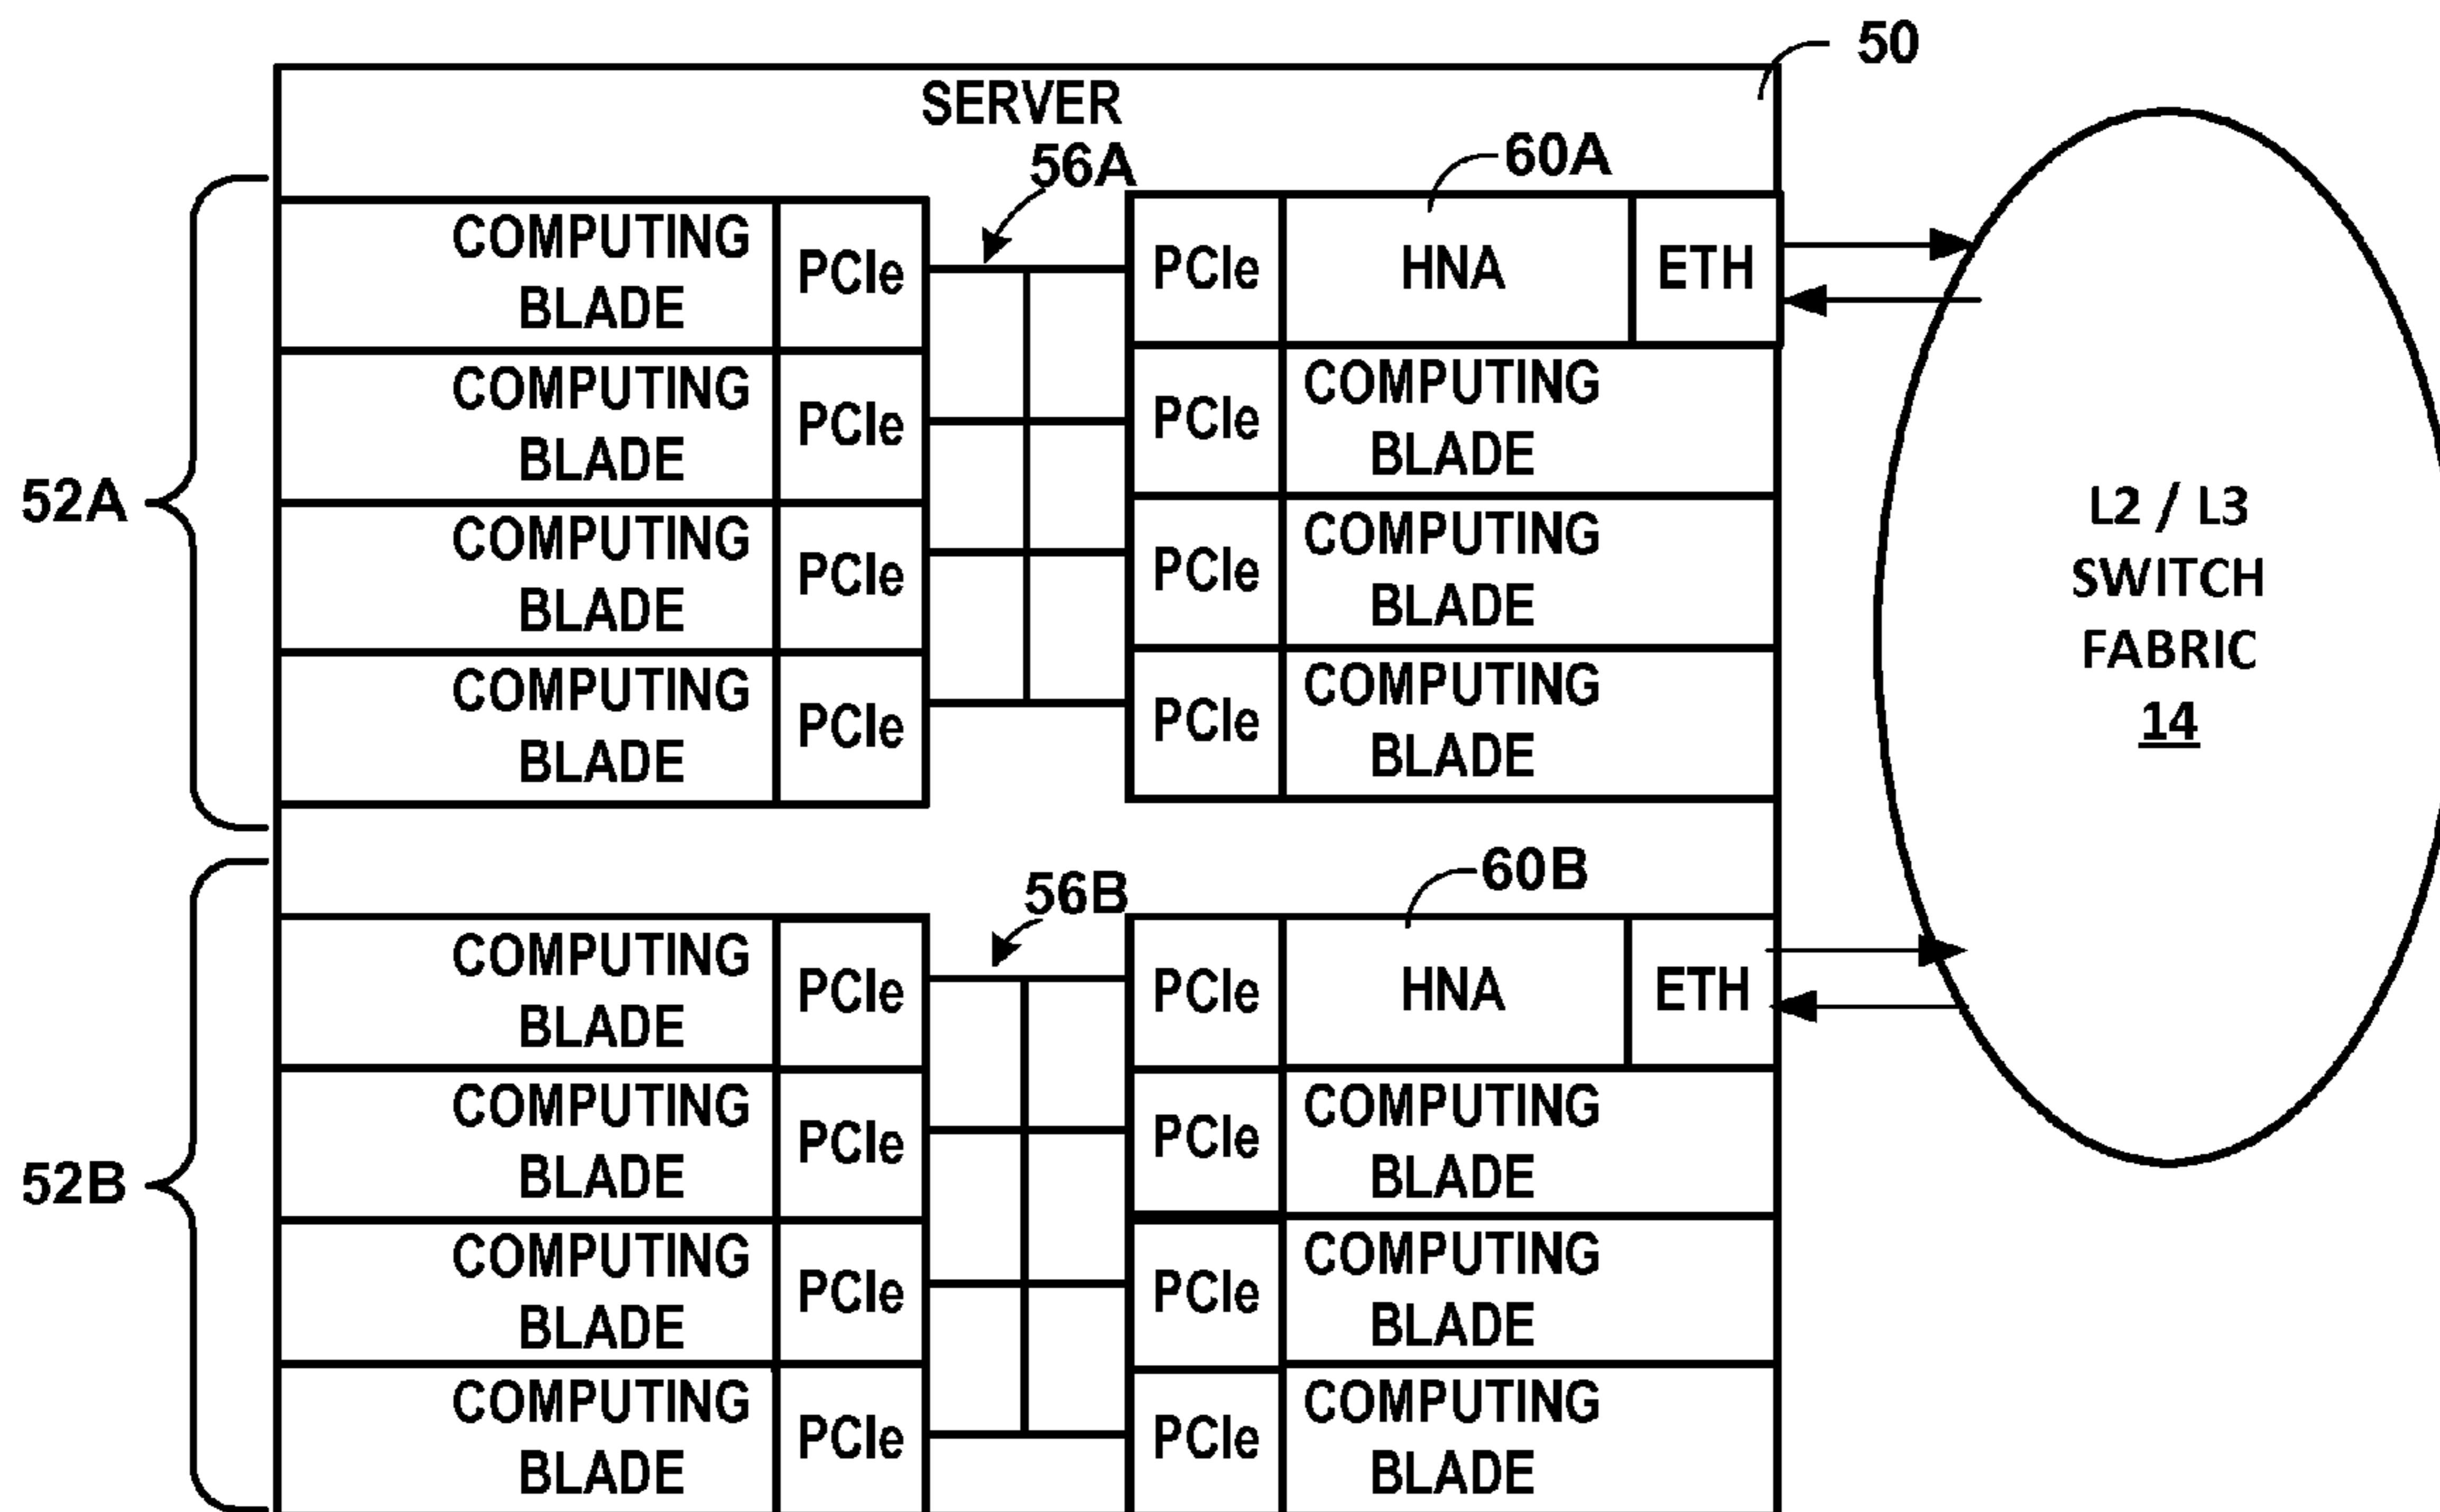 50
SERVER
56A
60A
COMPUTING
BLADE
PCIe
PCIe
HNA
ETH
COMPUTING
BLADE
PCIe
PCIe
COMPUTING
BLADE
COMPUTING
BLADE
PCIe
PCIe
COMPUTING
BLADE
COMPUTING
BLADE
PCIe
PCIe
COMPUTING
BLADE
52A
L2 / L3
SWITCH
FABRIC
14
56B
60B
COMPUTING
BLADE
PCIe
PCIe
HNA
ETH
COMPUTING
BLADE
PCIe
PCIe
COMPUTING
BLADE
COMPUTING
BLADE
PCIe
PCIe
COMPUTING
BLADE
COMPUTING
BLADE
PCIe
PCIe
COMPUTING
BLADE
52B